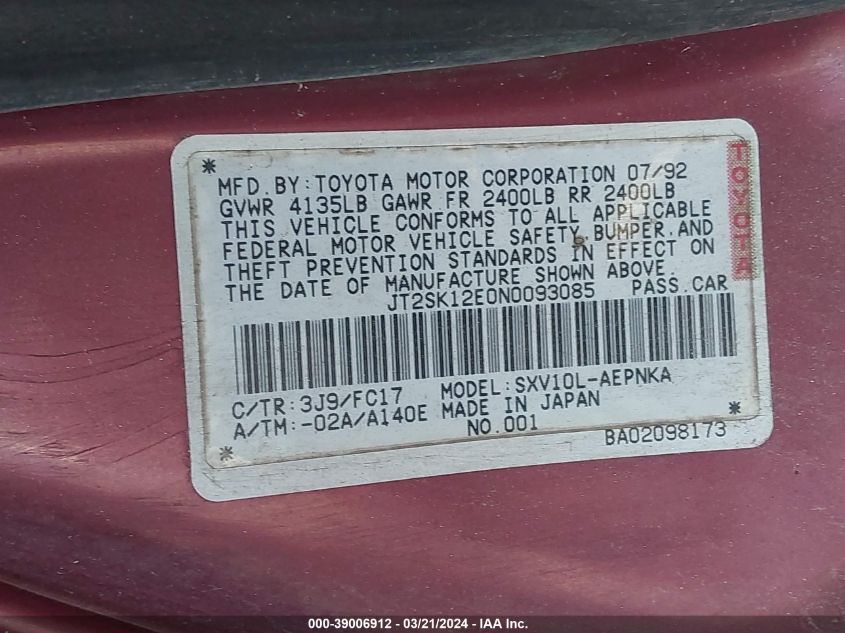 MFD.BY:TOYOTA MOTOR CORPORATION 07/92
GVWR 4135LB GAWR FR 2400LB RR 2400LB
THIS VEHICLE CONFORMS TO ALL APPLICABLE
FEDERAL MOTOR VEHICLE SAFETY,BUMPER,AND
THEFT PREVENTION STANDARDS IN EFFECT ON
THE DATE OF MANUFACTURE SHOWN ABOVE.
JT2SK12E0N0093085 PASS.CAR
TOYOTA
C/TR:3J9/FC17 MODEL:SXV10L-AEPNKA
A/TM:-02A/A140E MADE IN JAPAN
NO.001
BA02098173
000-39006912 - 03/21/2024 - IAA Inc.